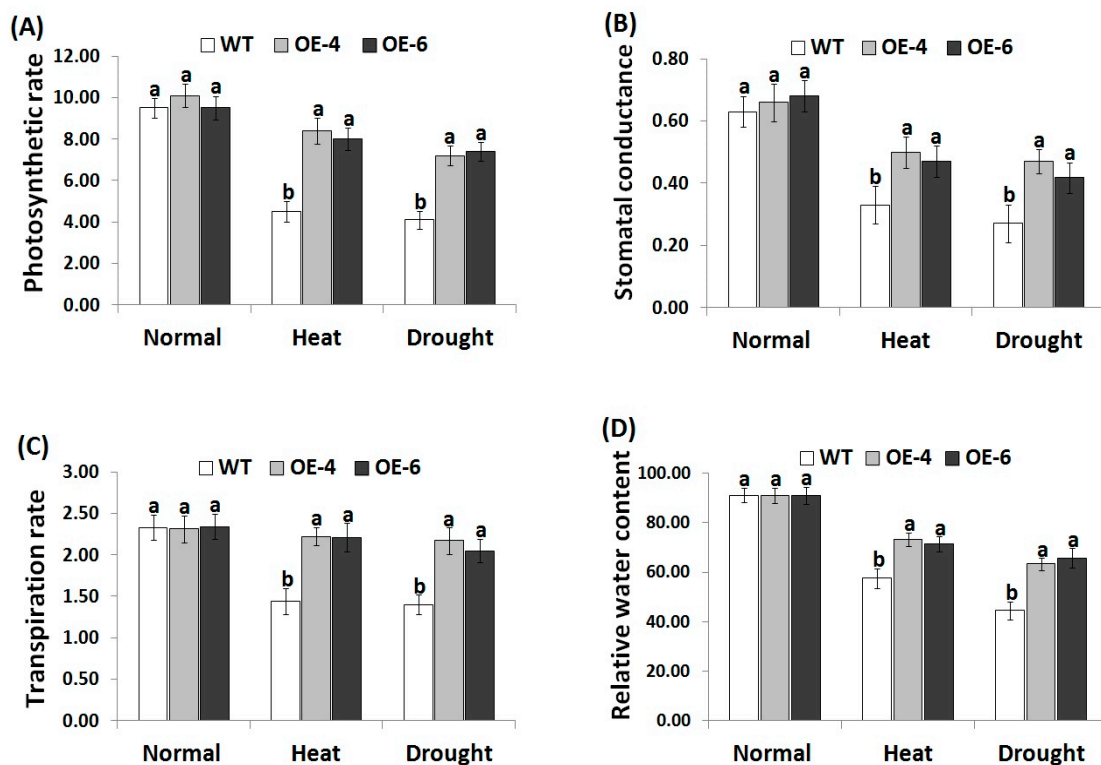 (A)
WT OE-4 OE-6
Photosynthetic rate
12.00
10.00
8.00
6.00
4.00
2.00
0.00
a a a
b a a
b a a
Normal Heat Drought
(B)
WT OE-4 OE-6
Stomatal conductance
0.80
0.60
0.40
0.20
0.00
a a a
b a a
b a a
Normal Heat Drought
(C)
WT OE-4 OE-6
Transpiration rate
3.00
2.50
2.00
1.50
1.00
0.50
0.00
a a a
b a a
b a a
Normal Heat Drought
(D)
WT OE-4 OE-6
Relative water content
100.00
80.00
60.00
40.00
20.00
0.00
a a a
b a a
b a a
Normal Heat Drought